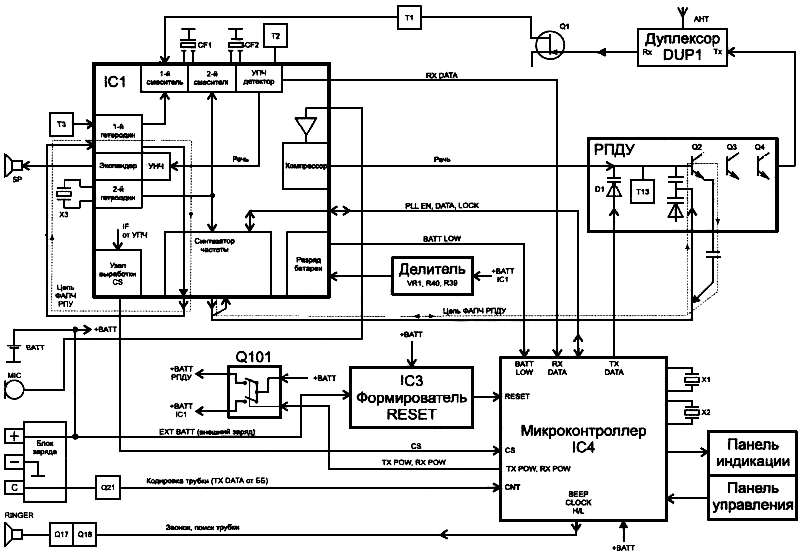 T1
Q1
АНТ
Дуплексор
DUP1
Rx
Tx
CF1
CF2
T2
IC1
1-й
смеситель
2-й
смесителя
УПЧ
детектор
RX DATA
T3
1-й
гетеродин
Экспандер
УНЧ
2-й
гетеродин
SP
X3
Речь
Компрессор
Речь
РПДУ
Q2
Q3
Q4
D1
T13
PLL EN, DATA, LOCK
IF
от УПЧ
Синтезатор
частоты
BATT LOW
Узел
выработки
CS
Разряд
батареи
Делитель
VR1, R40, R39
+BATT
IC1
Цепь
ФАПЧ
РПУ
Цепь ФАПЧ РПДУ
+BATT
BATT
MIC
+BATT
Q101
+BATT
РПДУ
+BATT
+BATT
IC1
IC3
Формирователь
RESET
BATT
LOW
RX
DATA
TX
DATA
RESET
Микроконтроллер
IC4
X1
X2
+
−
C
Блок
заряда
EXT BATT (внешний заряд)
CS
CS
TX POW, RX POW
TX POW, RX POW
Панель
индикации
Q21
Кодировка трубки (TX DATA от ББ)
CNT
Панель
управления
BEEP
CLOCK
H/L
RINGER
Q17
Q18
Звонок, поиск трубки
+BATT